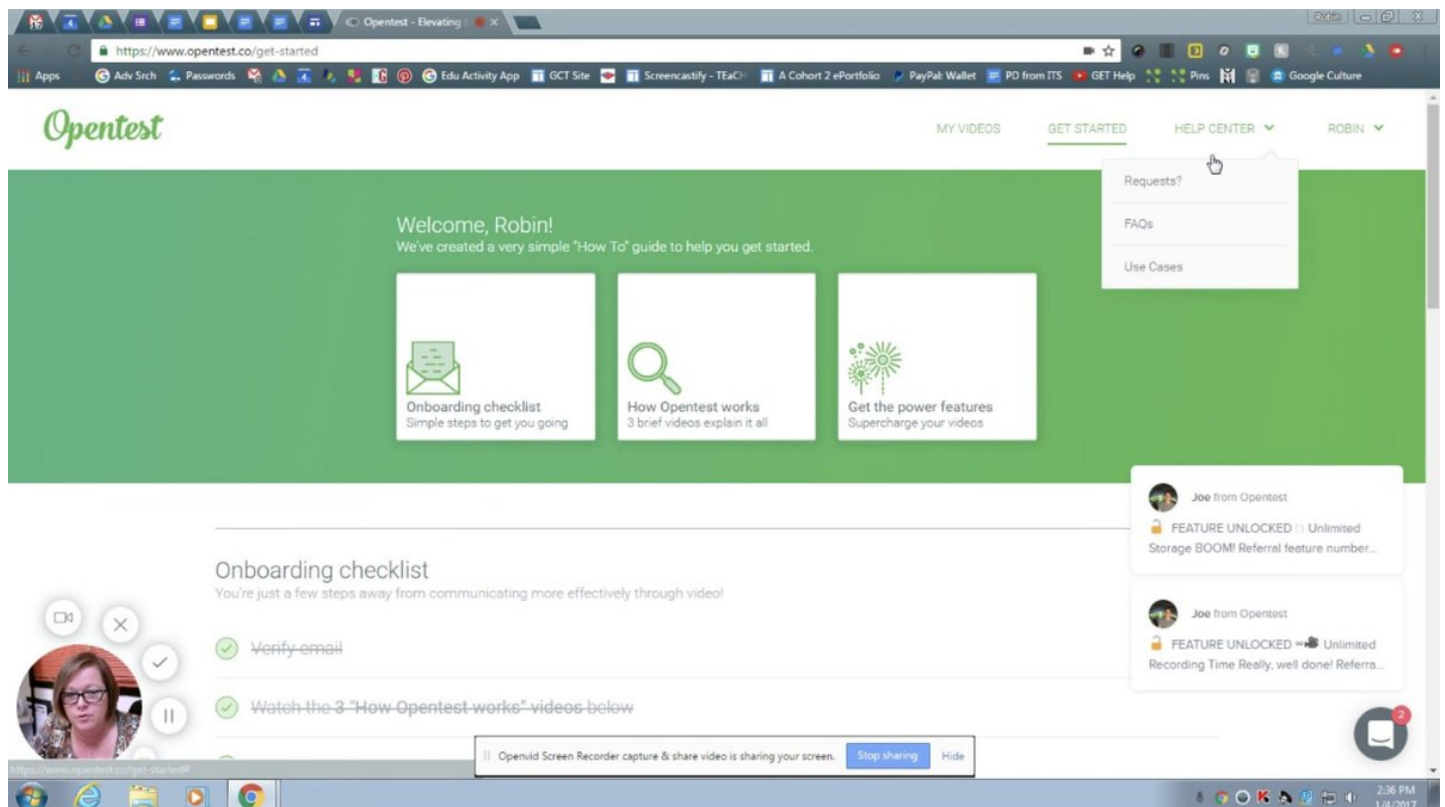 Opentest - Elevating
Robin
https://www.opentest.co/get-started
Apps Adv Srch Passwords Edu Activity App GCT Site Screencastify - TEaCH A Cohort 2 ePortfolio PayPal: Wallet PD from ITS GET Help Pins Google Culture
Opentest
MY VIDEOS GET STARTED HELP CENTER ROBIN
Requests?
FAQs
Use Cases
Welcome, Robin!
We've created a very simple "How To" guide to help you get started.
Onboarding checklist
Simple steps to get you going
How Opentest works
3 brief videos explain it all
Get the power features
Supercharge your videos
Joe from Opentest
FEATURE UNLOCKED Unlimited
Storage BOOM! Referral feature number...
Onboarding checklist
You're just a few steps away from communicating more effectively through video!
Joe from Opentest
FEATURE UNLOCKED Unlimited
Recording Time Really, well done! Referra...
Verify email
Watch the 3 "How Opentest works" videos below
2
Openvid Screen Recorder capture & share video is sharing your screen. Stop sharing Hide
https://www.opentest.co/get-started#
2:36 PM
1/4/2017